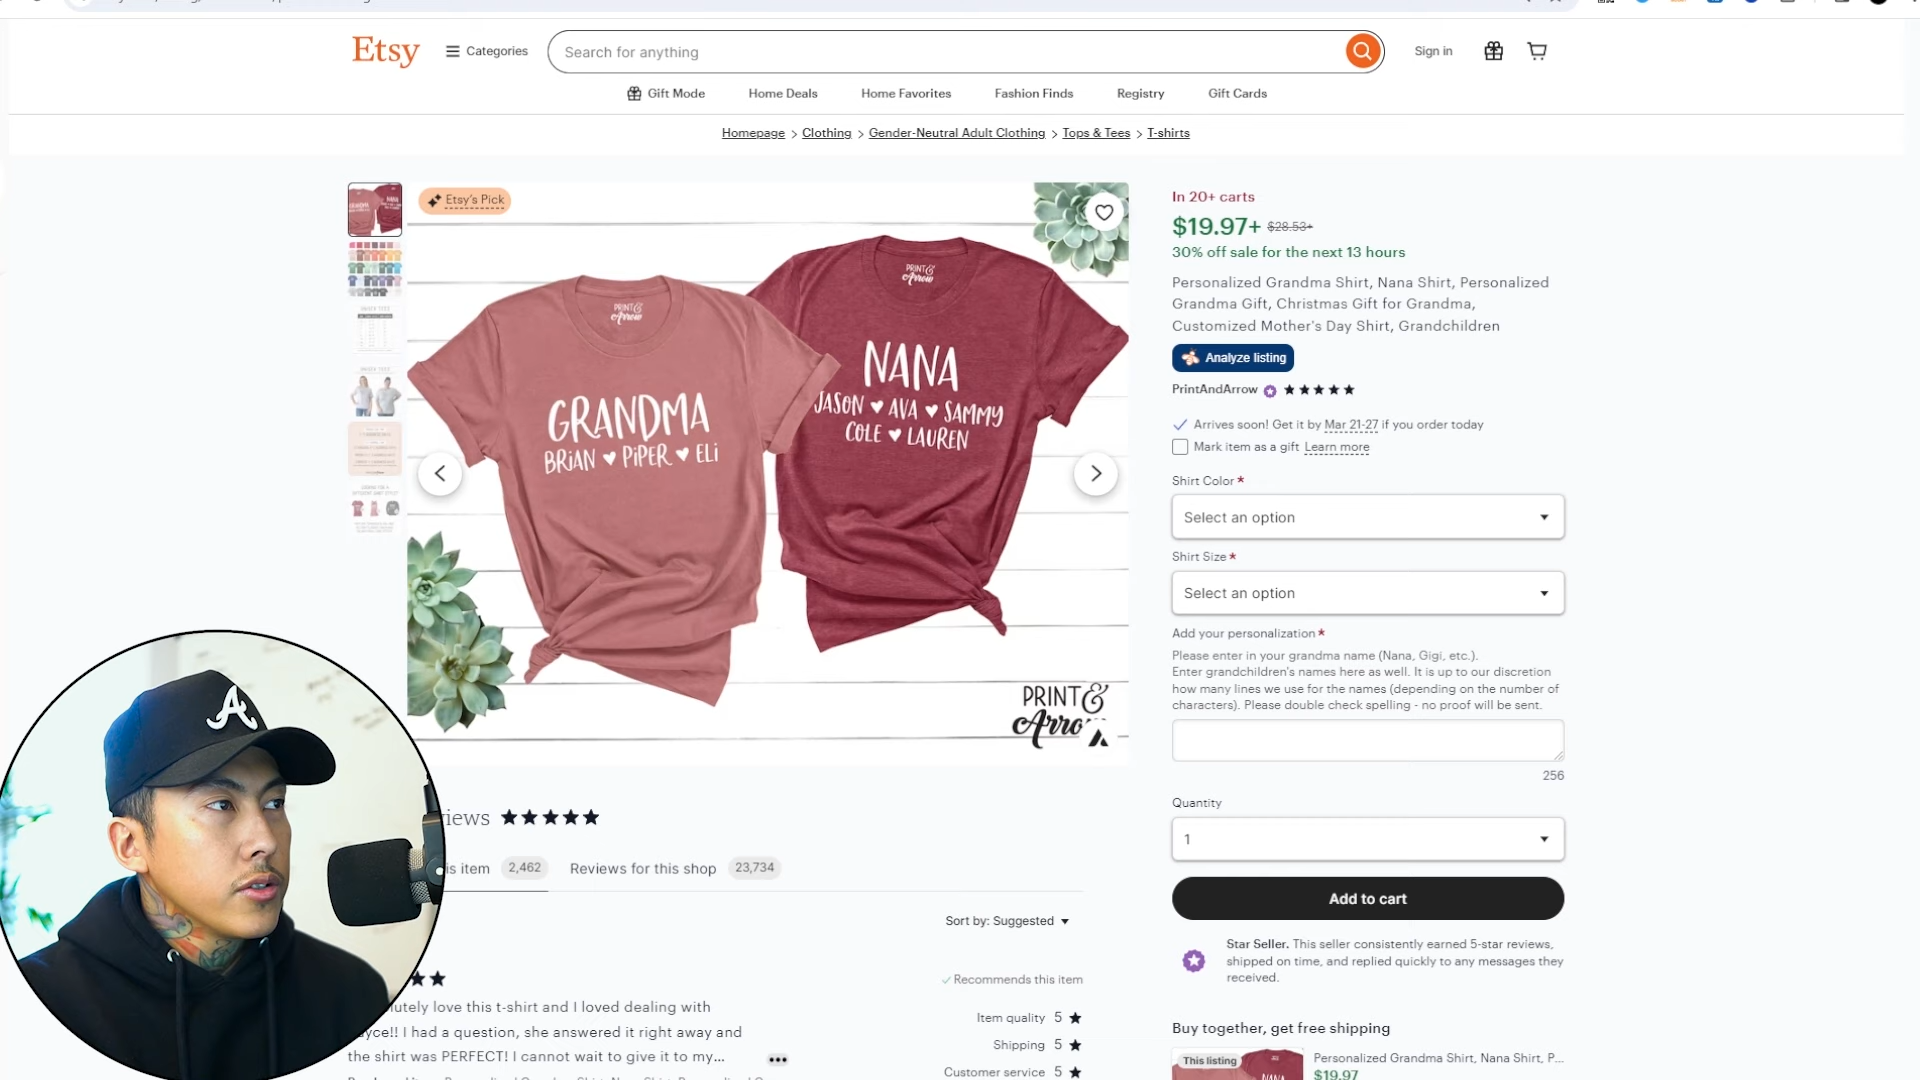 Etsy
Categories
Search for anything
Sign in
Gift Mode
Home Deals
Home Favorites
Fashion Finds
Registry
Gift Cards
Homepage > Clothing > Gender-Neutral Adult Clothing > Tops & Tees > T-shirts
Etsy's Pick
PRINT&
Arrow
GRANDMA
BRIAN ♥ PIPER ♥ ELI
PRINT&
Arrow
NANA
JASON ♥ AVA ♥ SAMMY
COLE ♥ LAUREN
PRINT&
Arro
In 20+ carts
$19.97+ $28.53+
30% off sale for the next 13 hours
Personalized Grandma Shirt, Nana Shirt, Personalized
Grandma Gift, Christmas Gift for Grandma,
Customized Mother's Day Shirt, Grandchildren
Analyze listing
PrintAndArrow
Arrives soon! Get it by Mar 21-27 if you order today
Mark item as a gift Learn more
Shirt Color *
Select an option
Shirt Size *
Select an option
Add your personalization *
Please enter in your grandma name (Nana, Gigi, etc.).
Enter grandchildren's names here as well. It is up to our discretion
how many lines we use for the names (depending on the number of
characters). Please double check spelling - no proof will be sent.
256
Quantity
1
Add to cart
Star Seller. This seller consistently earned 5-star reviews,
shipped on time, and replied quickly to any messages they
received.
Buy together, get free shipping
This listing
NANA
Personalized Grandma Shirt, Nana Shirt, P...
$19.97
views
is item 2,462
Reviews for this shop 23,734
Sort by: Suggested
Recommends this item
utely love this t-shirt and I loved dealing with
yce!! I had a question, she answered it right away and
the shirt was PERFECT! I cannot wait to give it to my...
Item quality 5
Shipping 5
Customer service 5
A